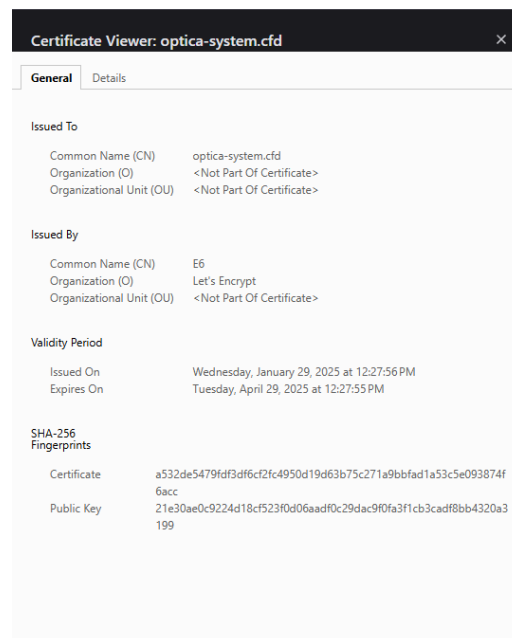 Certificate Viewer: optica-system.cfd
General Details
Issued To
Common Name (CN) optica-system.cfd
Organization (O) <Not Part Of Certificate>
Organizational Unit (OU) <Not Part Of Certificate>
Issued By
Common Name (CN) E6
Organization (O) Let's Encrypt
Organizational Unit (OU) <Not Part Of Certificate>
Validity Period
Issued On Wednesday, January 29, 2025 at 12:27:56 PM
Expires On Tuesday, April 29, 2025 at 12:27:55 PM
SHA-256
Fingerprints
Certificate a532de5479fdf3df6cf2fc4950d19d63b75c271a9bbfad1a53c5e093874f
6acc
Public Key 21e30ae0c9224d18cf523f0d06aadf0c29dac9f0fa3f1cb3cadf8bb4320a3
199